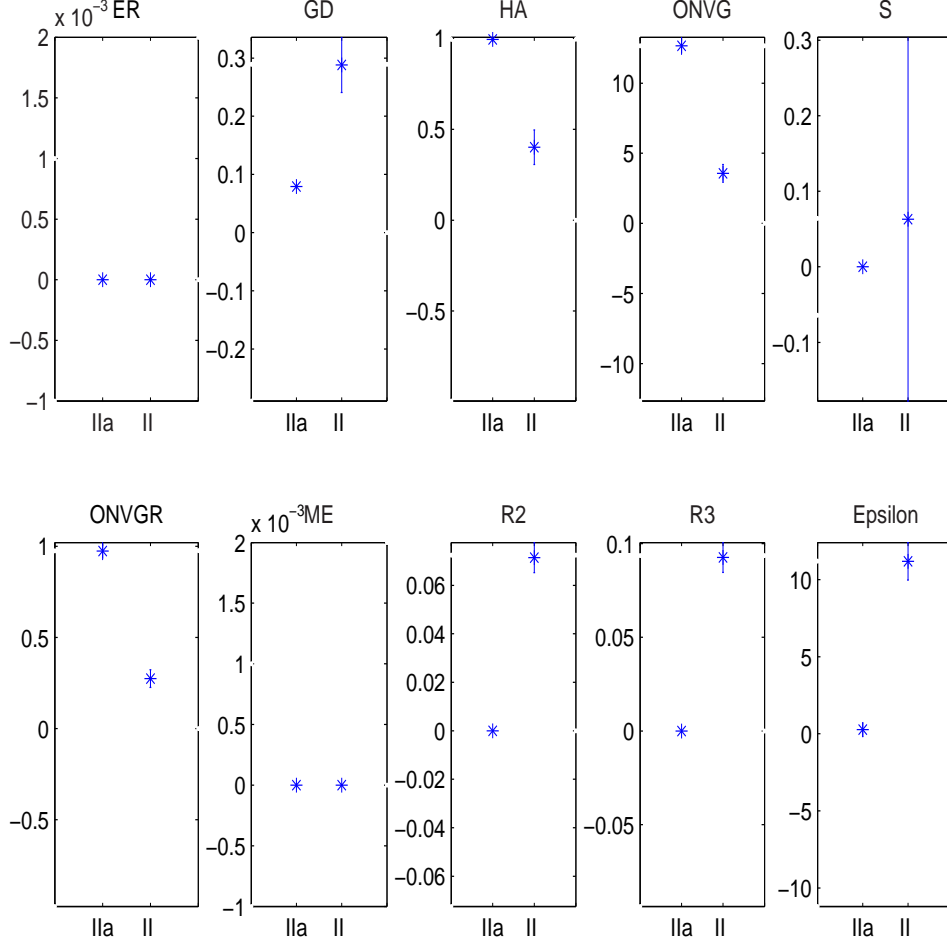 x 10⁻³ ER
2
1.5
1
0.5
0
−0.5
−1
IIa II
GD
0.3
0.2
0.1
0
−0.1
−0.2
IIa II
HA
1
0.5
0
−0.5
IIa II
ONVG
10
5
0
−5
−10
IIa II
S
0.3
0.2
0.1
0
−0.1
IIa II
ONVGR
1
0.5
0
−0.5
IIa II
x 10⁻³ ME
2
1.5
1
0.5
0
−0.5
−1
IIa II
R2
0.06
0.04
0.02
0
−0.02
−0.04
−0.06
IIa II
R3
0.1
0.05
0
−0.05
IIa II
Epsilon
10
5
0
−5
−10
IIa II